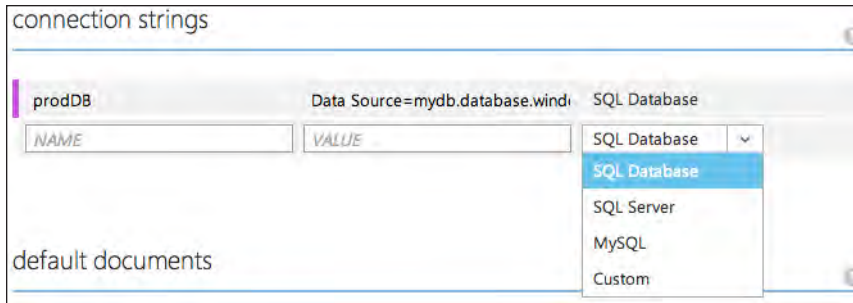 connection strings
prodDB Data Source=mydb.database.wind SQL Database
NAME VALUE SQL Database
SQL Database
SQL Server
MySQL
default documents
Custom